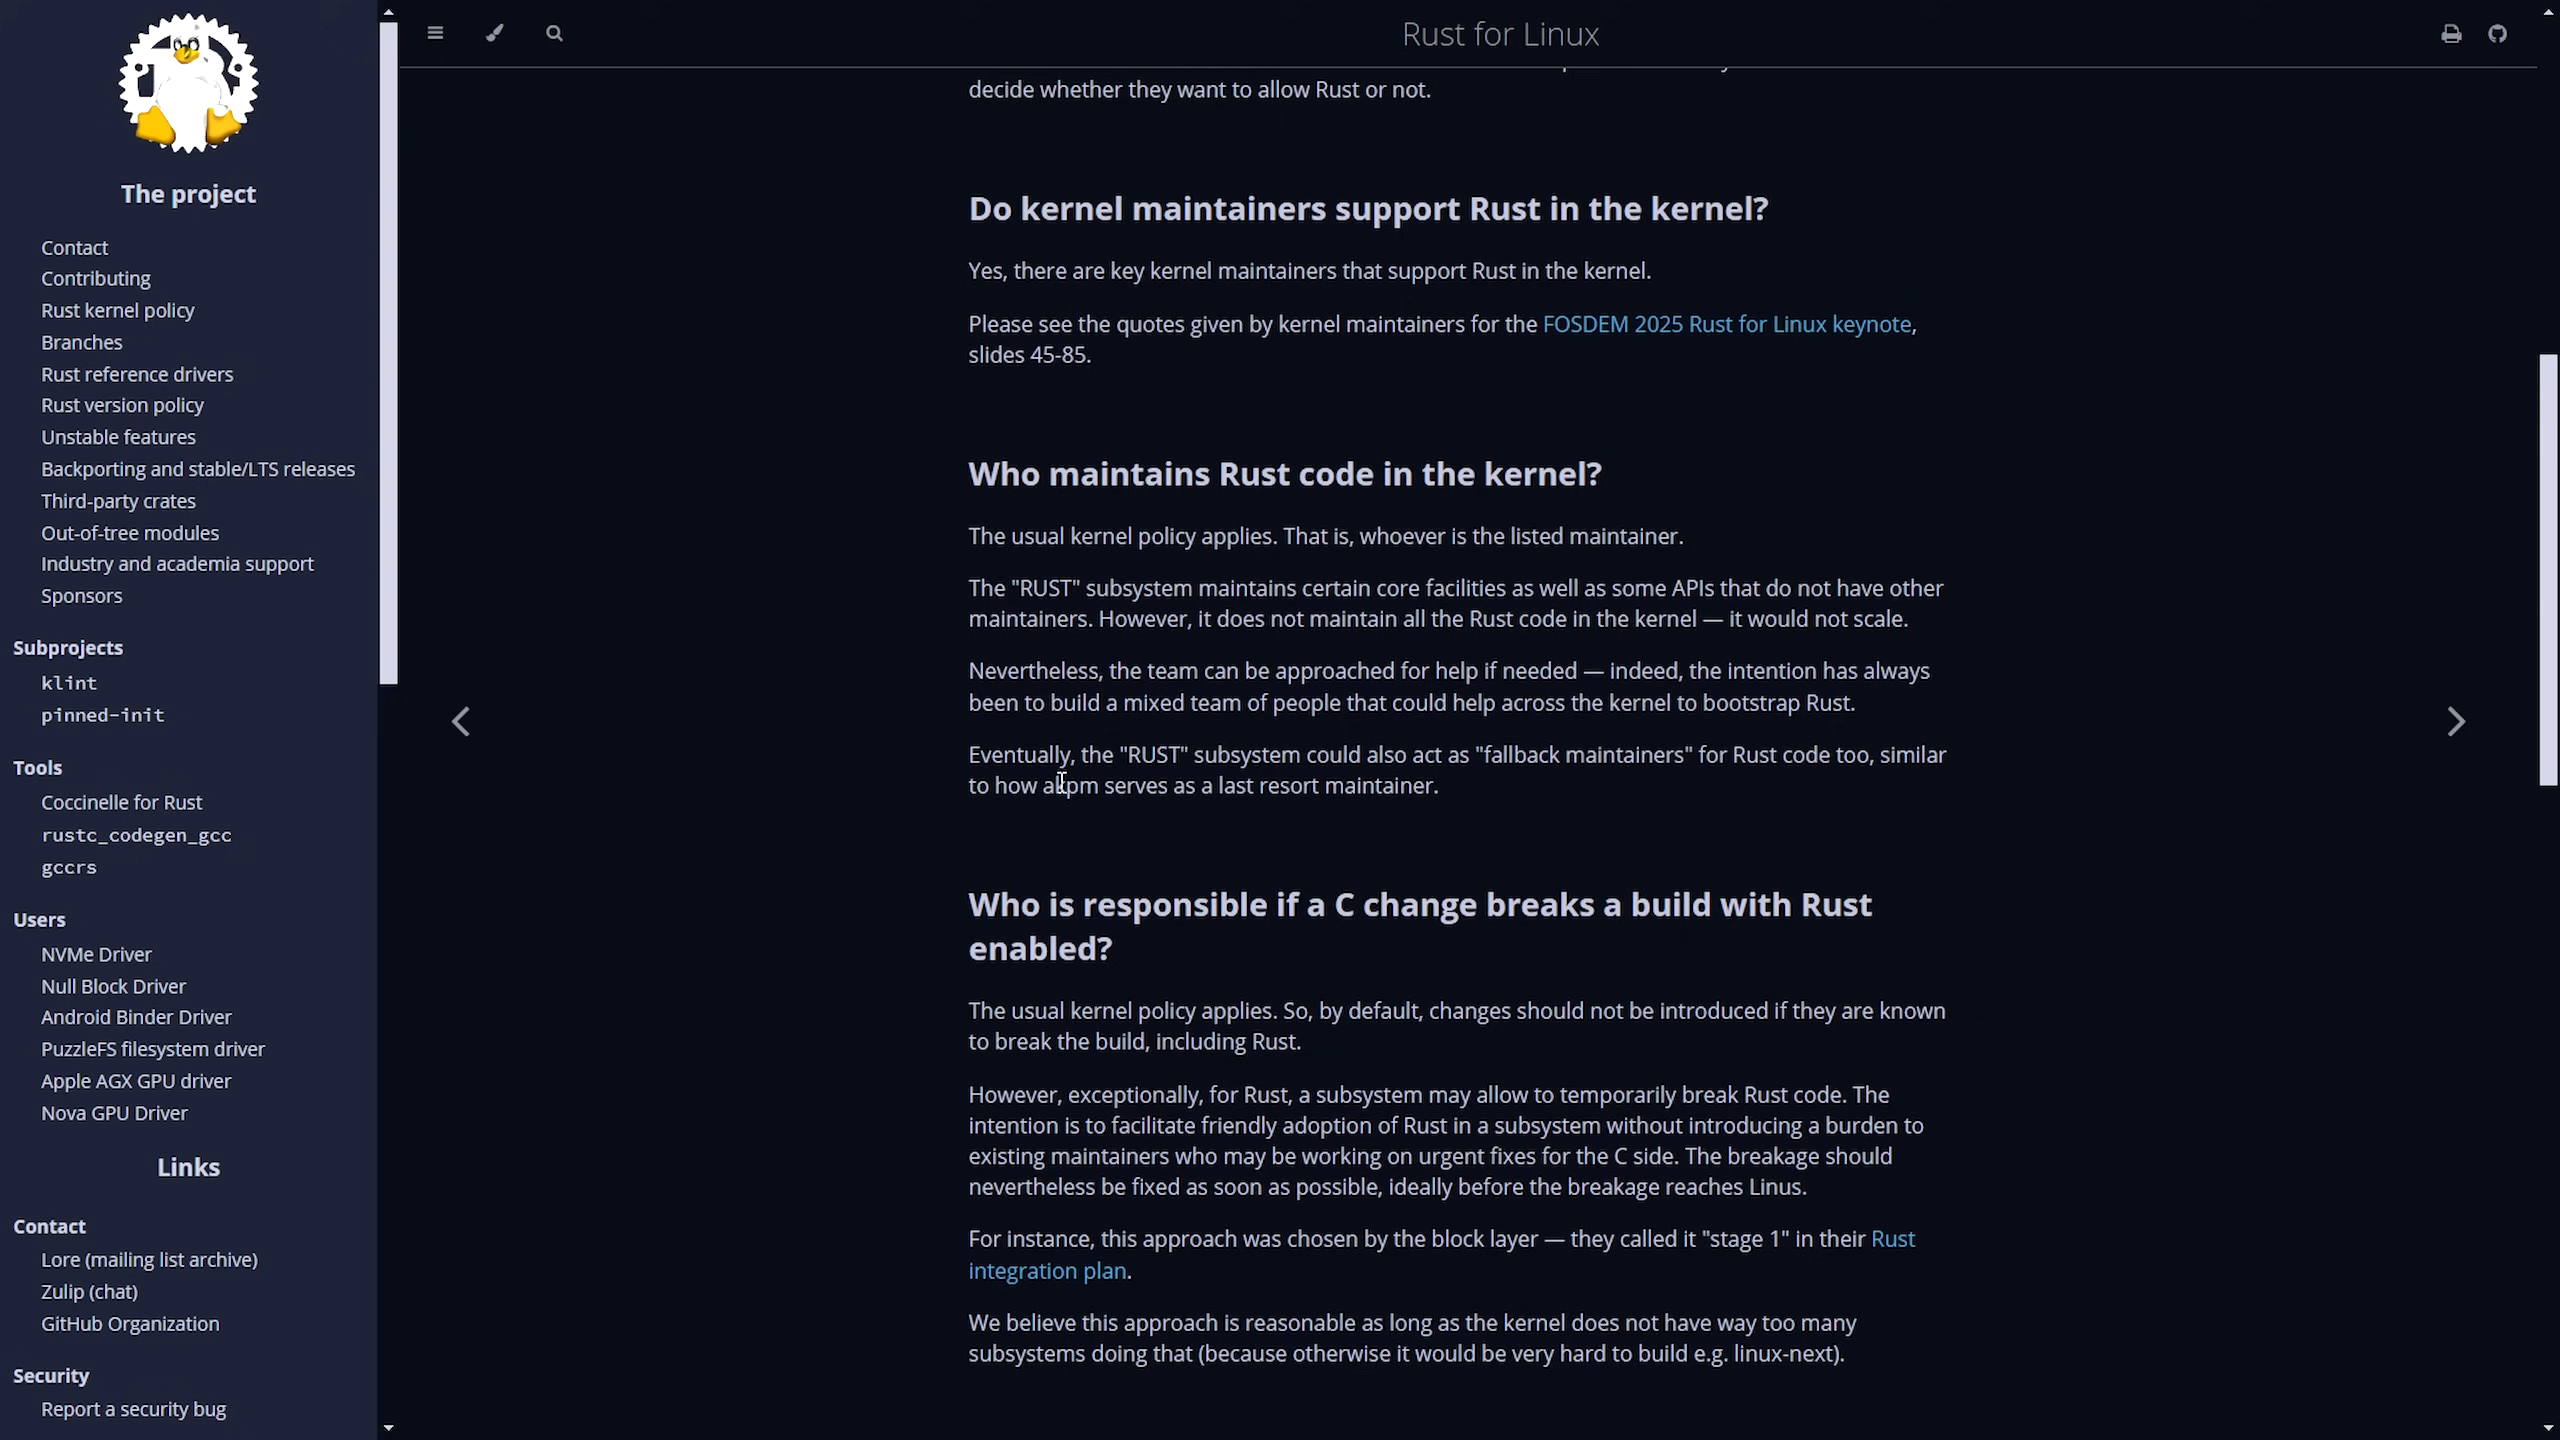 The project
Contact
Contributing
Rust kernel policy
Branches
Rust reference drivers
Rust version policy
Unstable features
Backporting and stable/LTS releases
Third-party crates
Out-of-tree modules
Industry and academia support
Sponsors
Subprojects
klint
pinned-init
Tools
Coccinelle for Rust
rustc_codegen_gcc
gccrs
Users
NVMe Driver
Null Block Driver
Android Binder Driver
PuzzleFS filesystem driver
Apple AGX GPU driver
Nova GPU Driver
Links
Contact
Lore (mailing list archive)
Zulip (chat)
GitHub Organization
Security
Report a security bug
Rust for Linux
decide whether they want to allow Rust or not.
Do kernel maintainers support Rust in the kernel?
Yes, there are key kernel maintainers that support Rust in the kernel.
Please see the quotes given by kernel maintainers for the FOSDEM 2025 Rust for Linux keynote,
slides 45-85.
Who maintains Rust code in the kernel?
The usual kernel policy applies. That is, whoever is the listed maintainer.
The "RUST" subsystem maintains certain core facilities as well as some APIs that do not have other
maintainers. However, it does not maintain all the Rust code in the kernel — it would not scale.
Nevertheless, the team can be approached for help if needed — indeed, the intention has always
been to build a mixed team of people that could help across the kernel to bootstrap Rust.
Eventually, the "RUST" subsystem could also act as "fallback maintainers" for Rust code too, similar
to how akpm serves as a last resort maintainer.
Who is responsible if a C change breaks a build with Rust
enabled?
The usual kernel policy applies. So, by default, changes should not be introduced if they are known
to break the build, including Rust.
However, exceptionally, for Rust, a subsystem may allow to temporarily break Rust code. The
intention is to facilitate friendly adoption of Rust in a subsystem without introducing a burden to
existing maintainers who may be working on urgent fixes for the C side. The breakage should
nevertheless be fixed as soon as possible, ideally before the breakage reaches Linus.
For instance, this approach was chosen by the block layer — they called it "stage 1" in their Rust
integration plan.
We believe this approach is reasonable as long as the kernel does not have way too many
subsystems doing that (because otherwise it would be very hard to build e.g. linux-next).